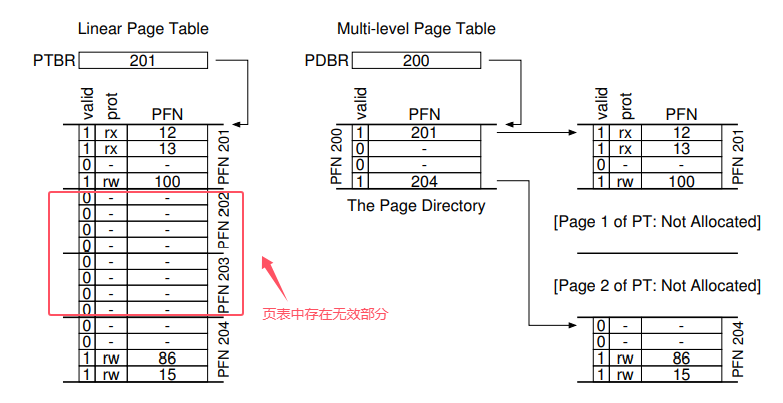 Linear Page Table
PTBR 201
valid prot PFN
1 rx 12
1 rx 13
0 - -
1 rw 100
PFN 201
0 - -
0 - -
0 - -
0 - -
PFN 202
0 - -
0 - -
0 - -
0 - -
PFN 203
0 - -
0 - -
1 rw 86
1 rw 15
PFN 204
页表中存在无效部分
Multi-level Page Table
PDBR 200
valid PFN
1 201
0 -
0 -
1 204
PFN 200
The Page Directory
valid prot PFN
1 rx 12
1 rx 13
0 - -
1 rw 100
PFN 201
[Page 1 of PT: Not Allocated]
[Page 2 of PT: Not Allocated]
0 - -
0 - -
1 rw 86
1 rw 15
PFN 204